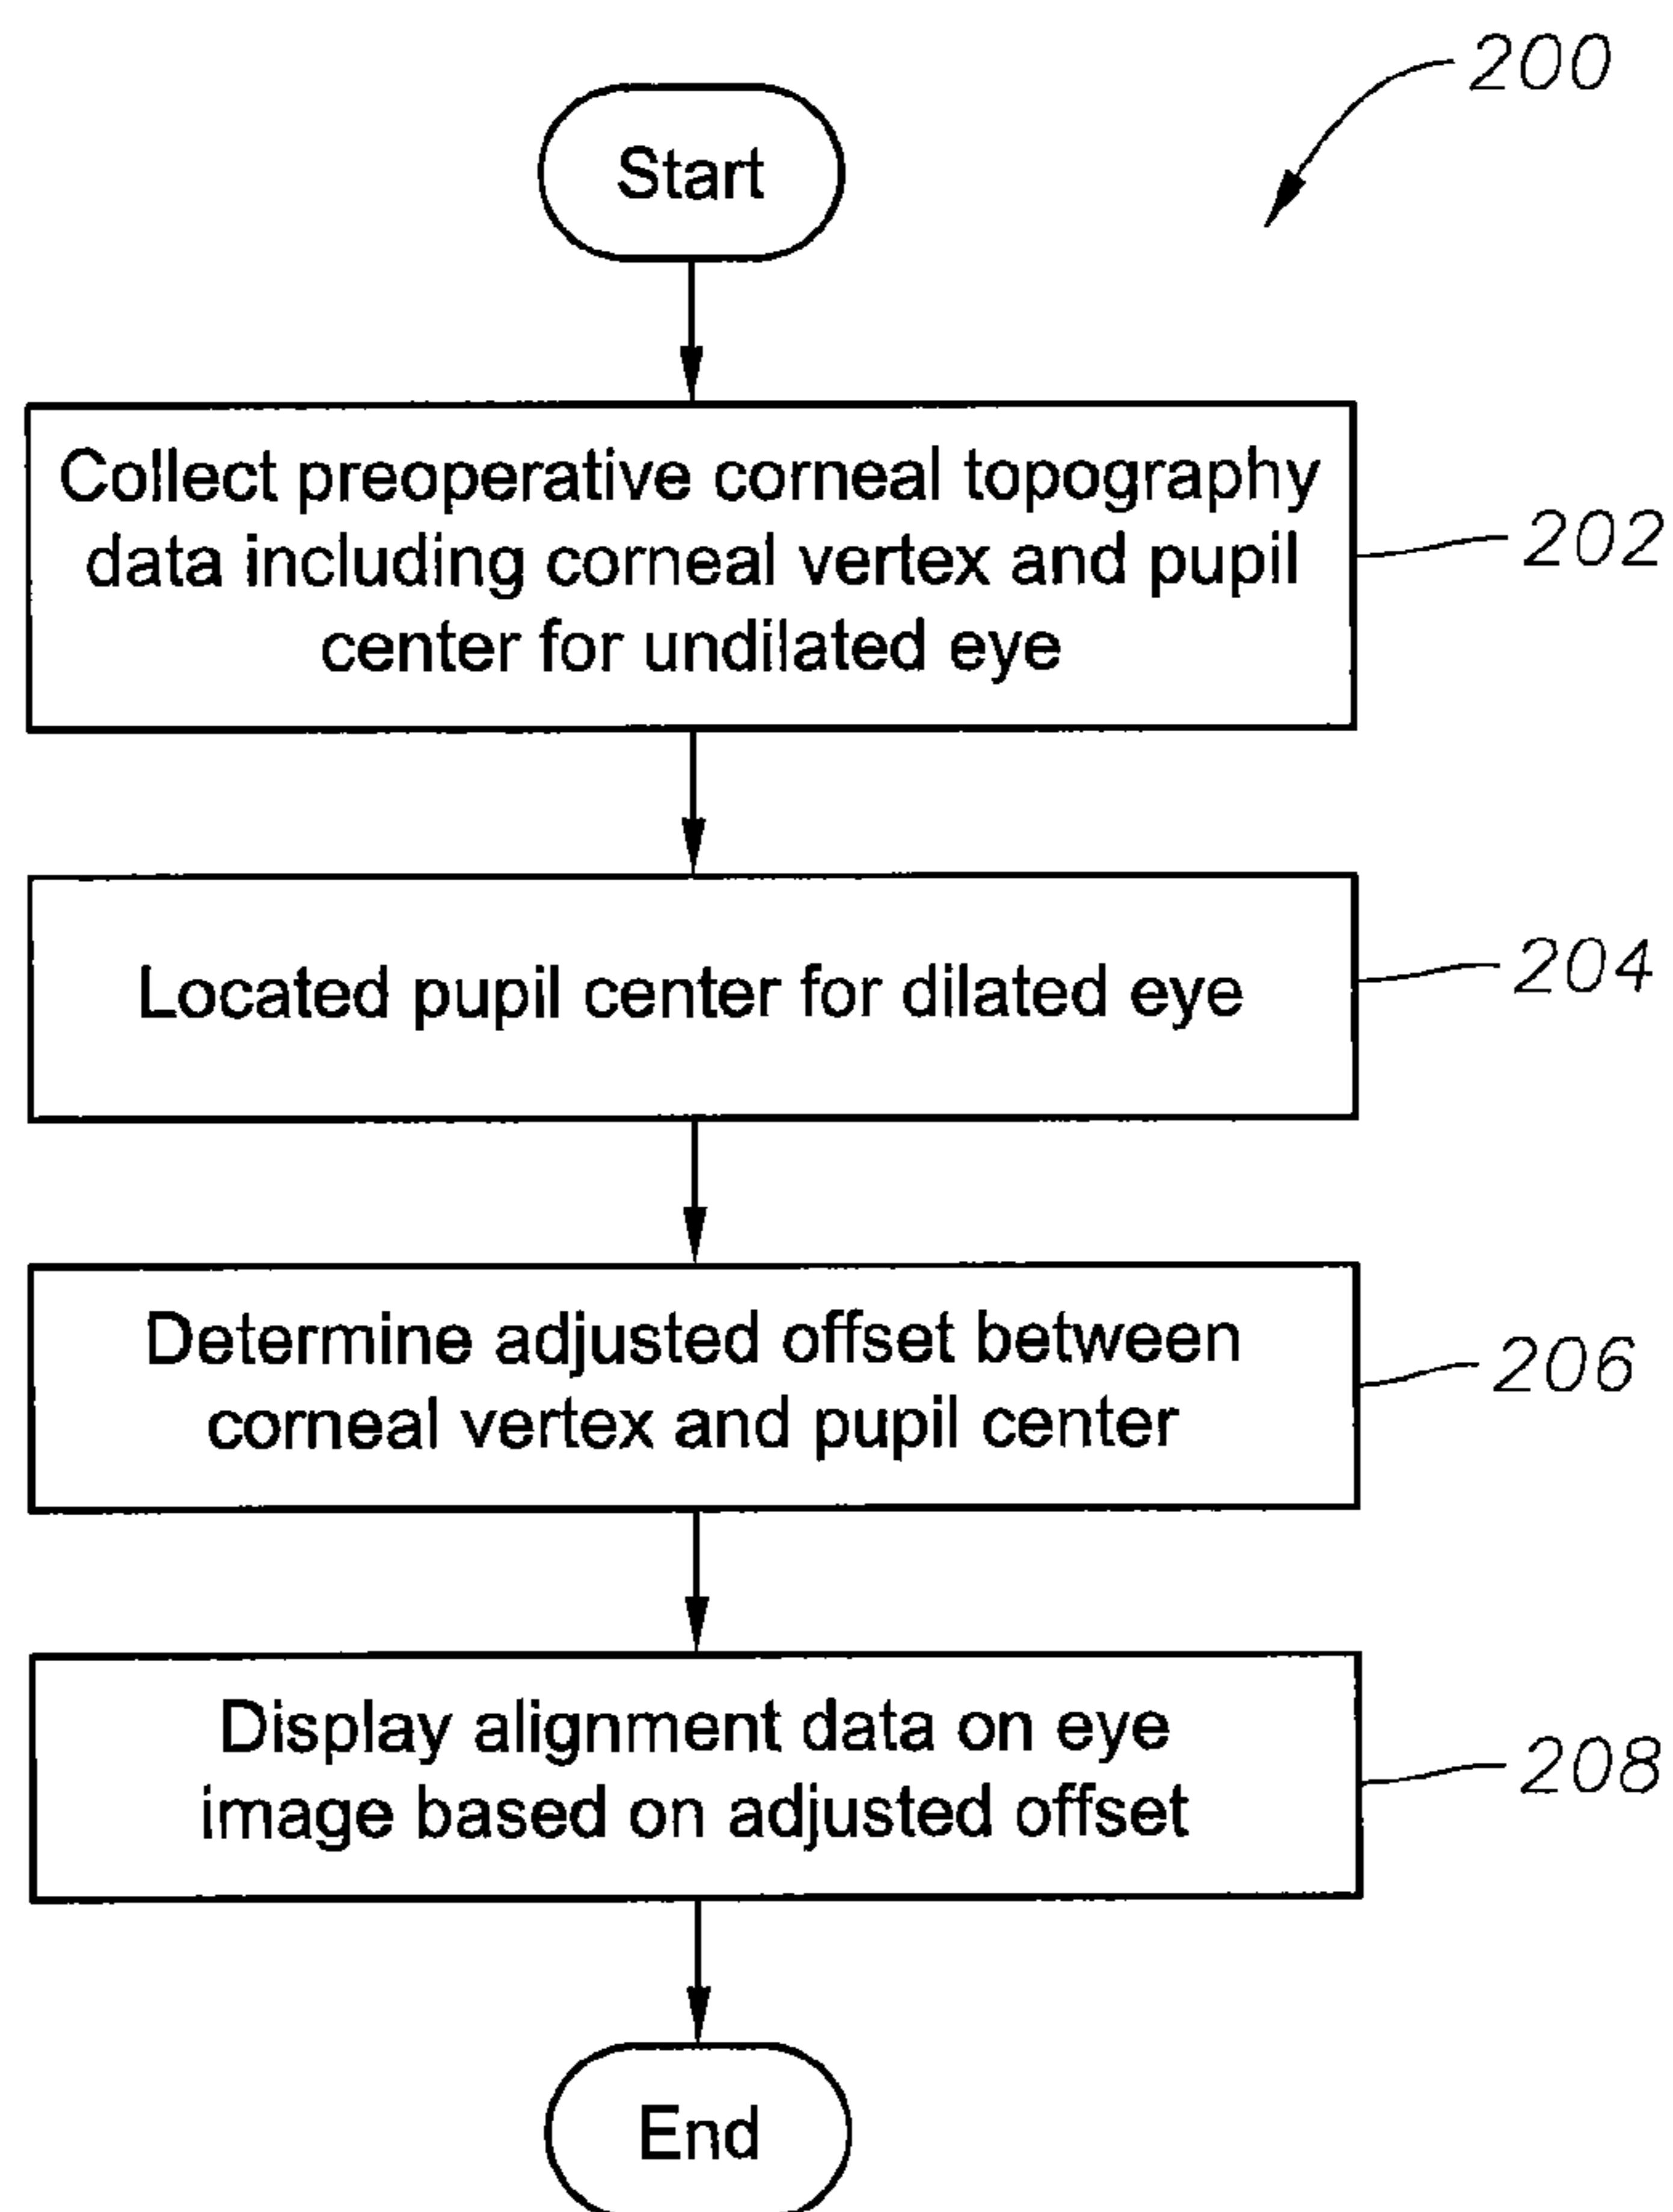 200
Start
Collect preoperative corneal topography
data including corneal vertex and pupil
center for undilated eye
202
Located pupil center for dilated eye
204
Determine adjusted offset between
corneal vertex and pupil center
206
Display alignment data on eye
image based on adjusted offset
208
End